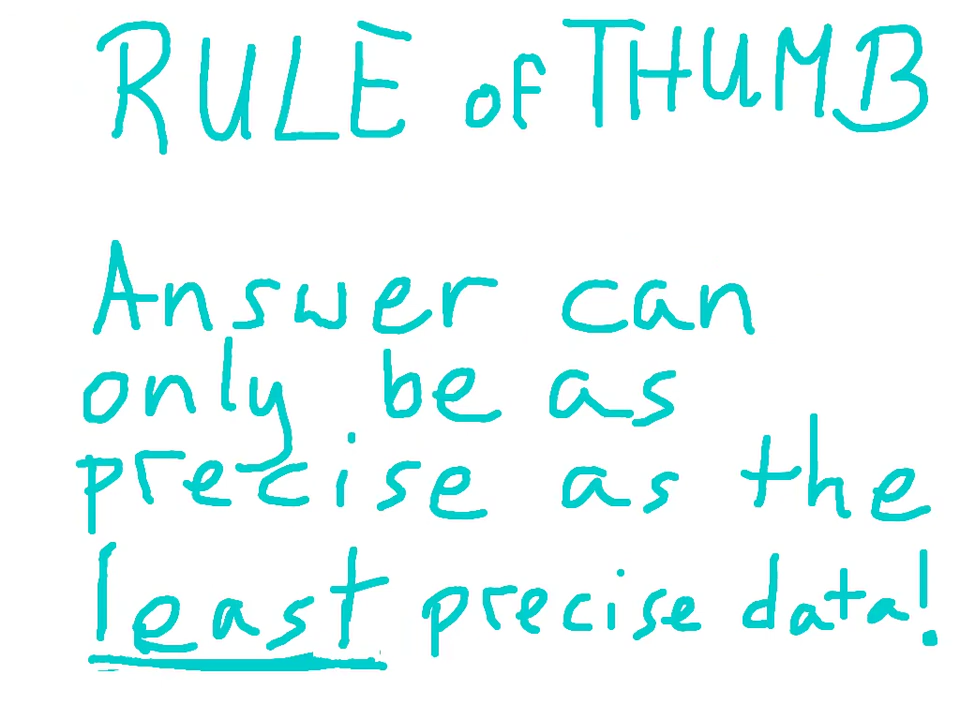 RULE of THUMB
Answer can
only be as
precise as the
least precise data!